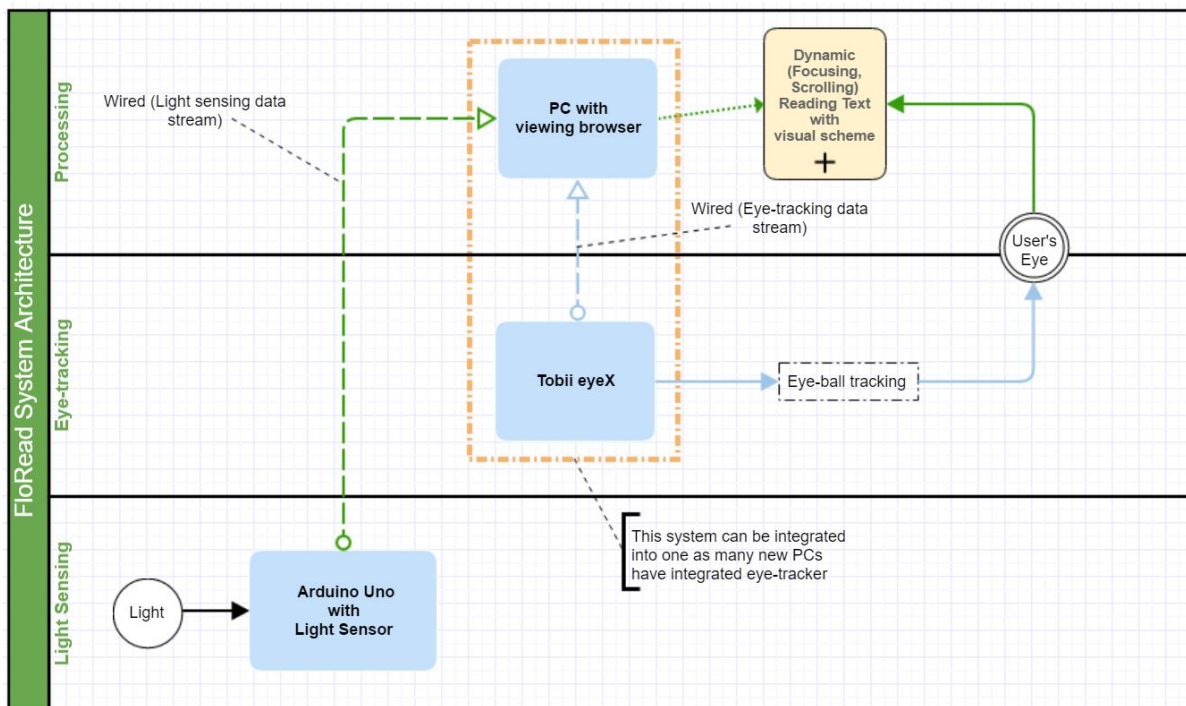 FloRead System Architecture
Processing
Wired (Light sensing data
stream)
PC with
viewing browser
Dynamic
(Focusing,
Scrolling)
Reading Text
with
visual scheme
Wired (Eye-tracking data
stream)
User's
Eye
Eye-tracking
Tobii eyeX
Eye-ball tracking
This system can be integrated
into one as many new PCs
have integrated eye-tracker
Light Sensing
Light
Arduino Uno
with
Light Sensor